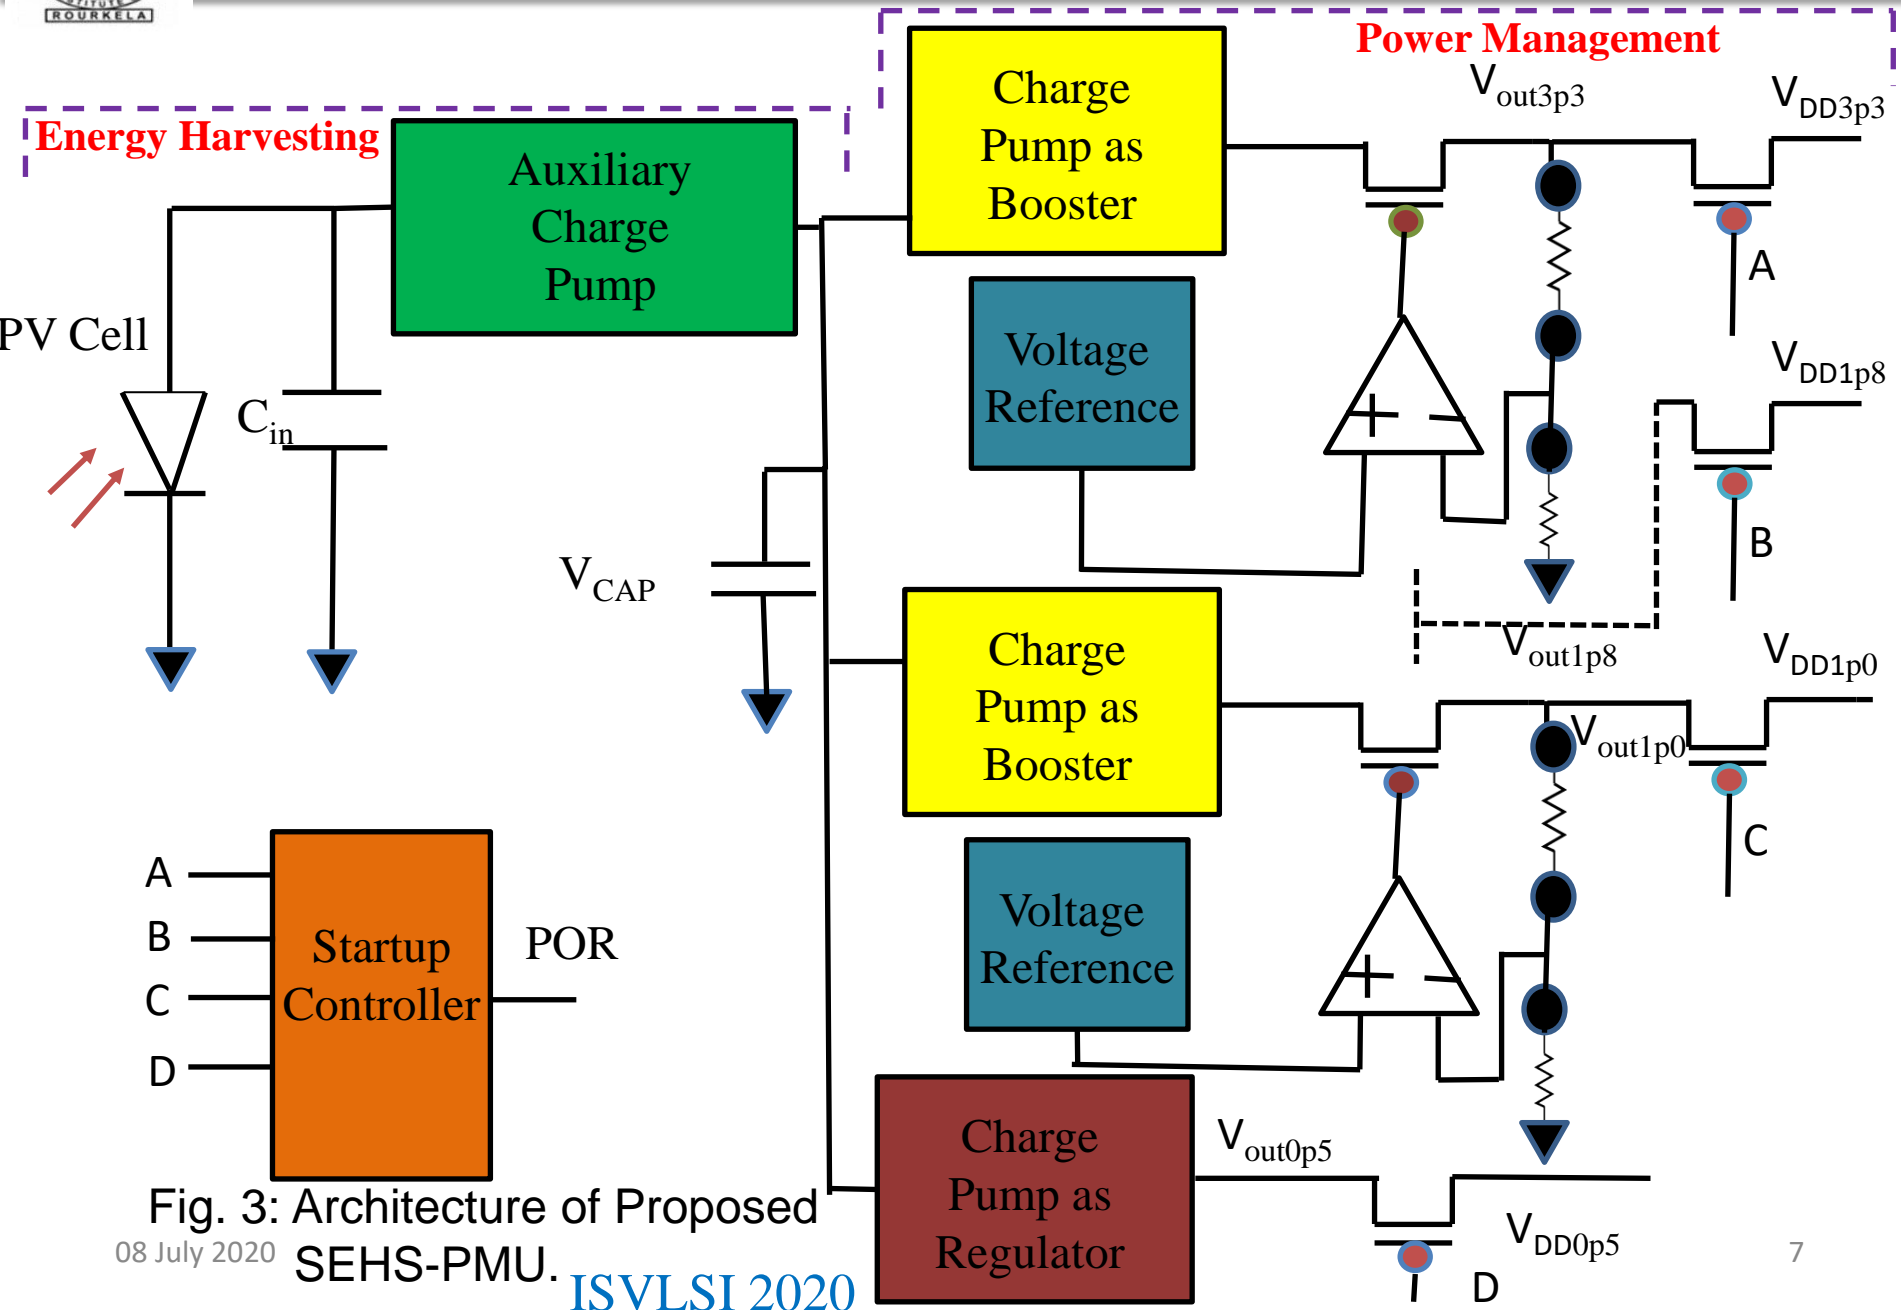 STITUTE
ROURKELA
Power Management
Energy Harvesting
Charge
Pump as
Booster
Vout3p3
VDD3p3
Auxiliary
Charge
Pump
A
PV Cell
Cin
Voltage
Reference
+ −
VDD1p8
B
VCAP
Vout1p8
Charge
Pump as
Booster
VDD1p0
Vout1p0
C
A
B
C
D
Startup
Controller
POR
Voltage
Reference
+ −
Charge
Pump as
Regulator
Vout0p5
VDD0p5
D
Fig. 3: Architecture of Proposed
SEHS-PMU.
08 July 2020
ISVLSI 2020
7